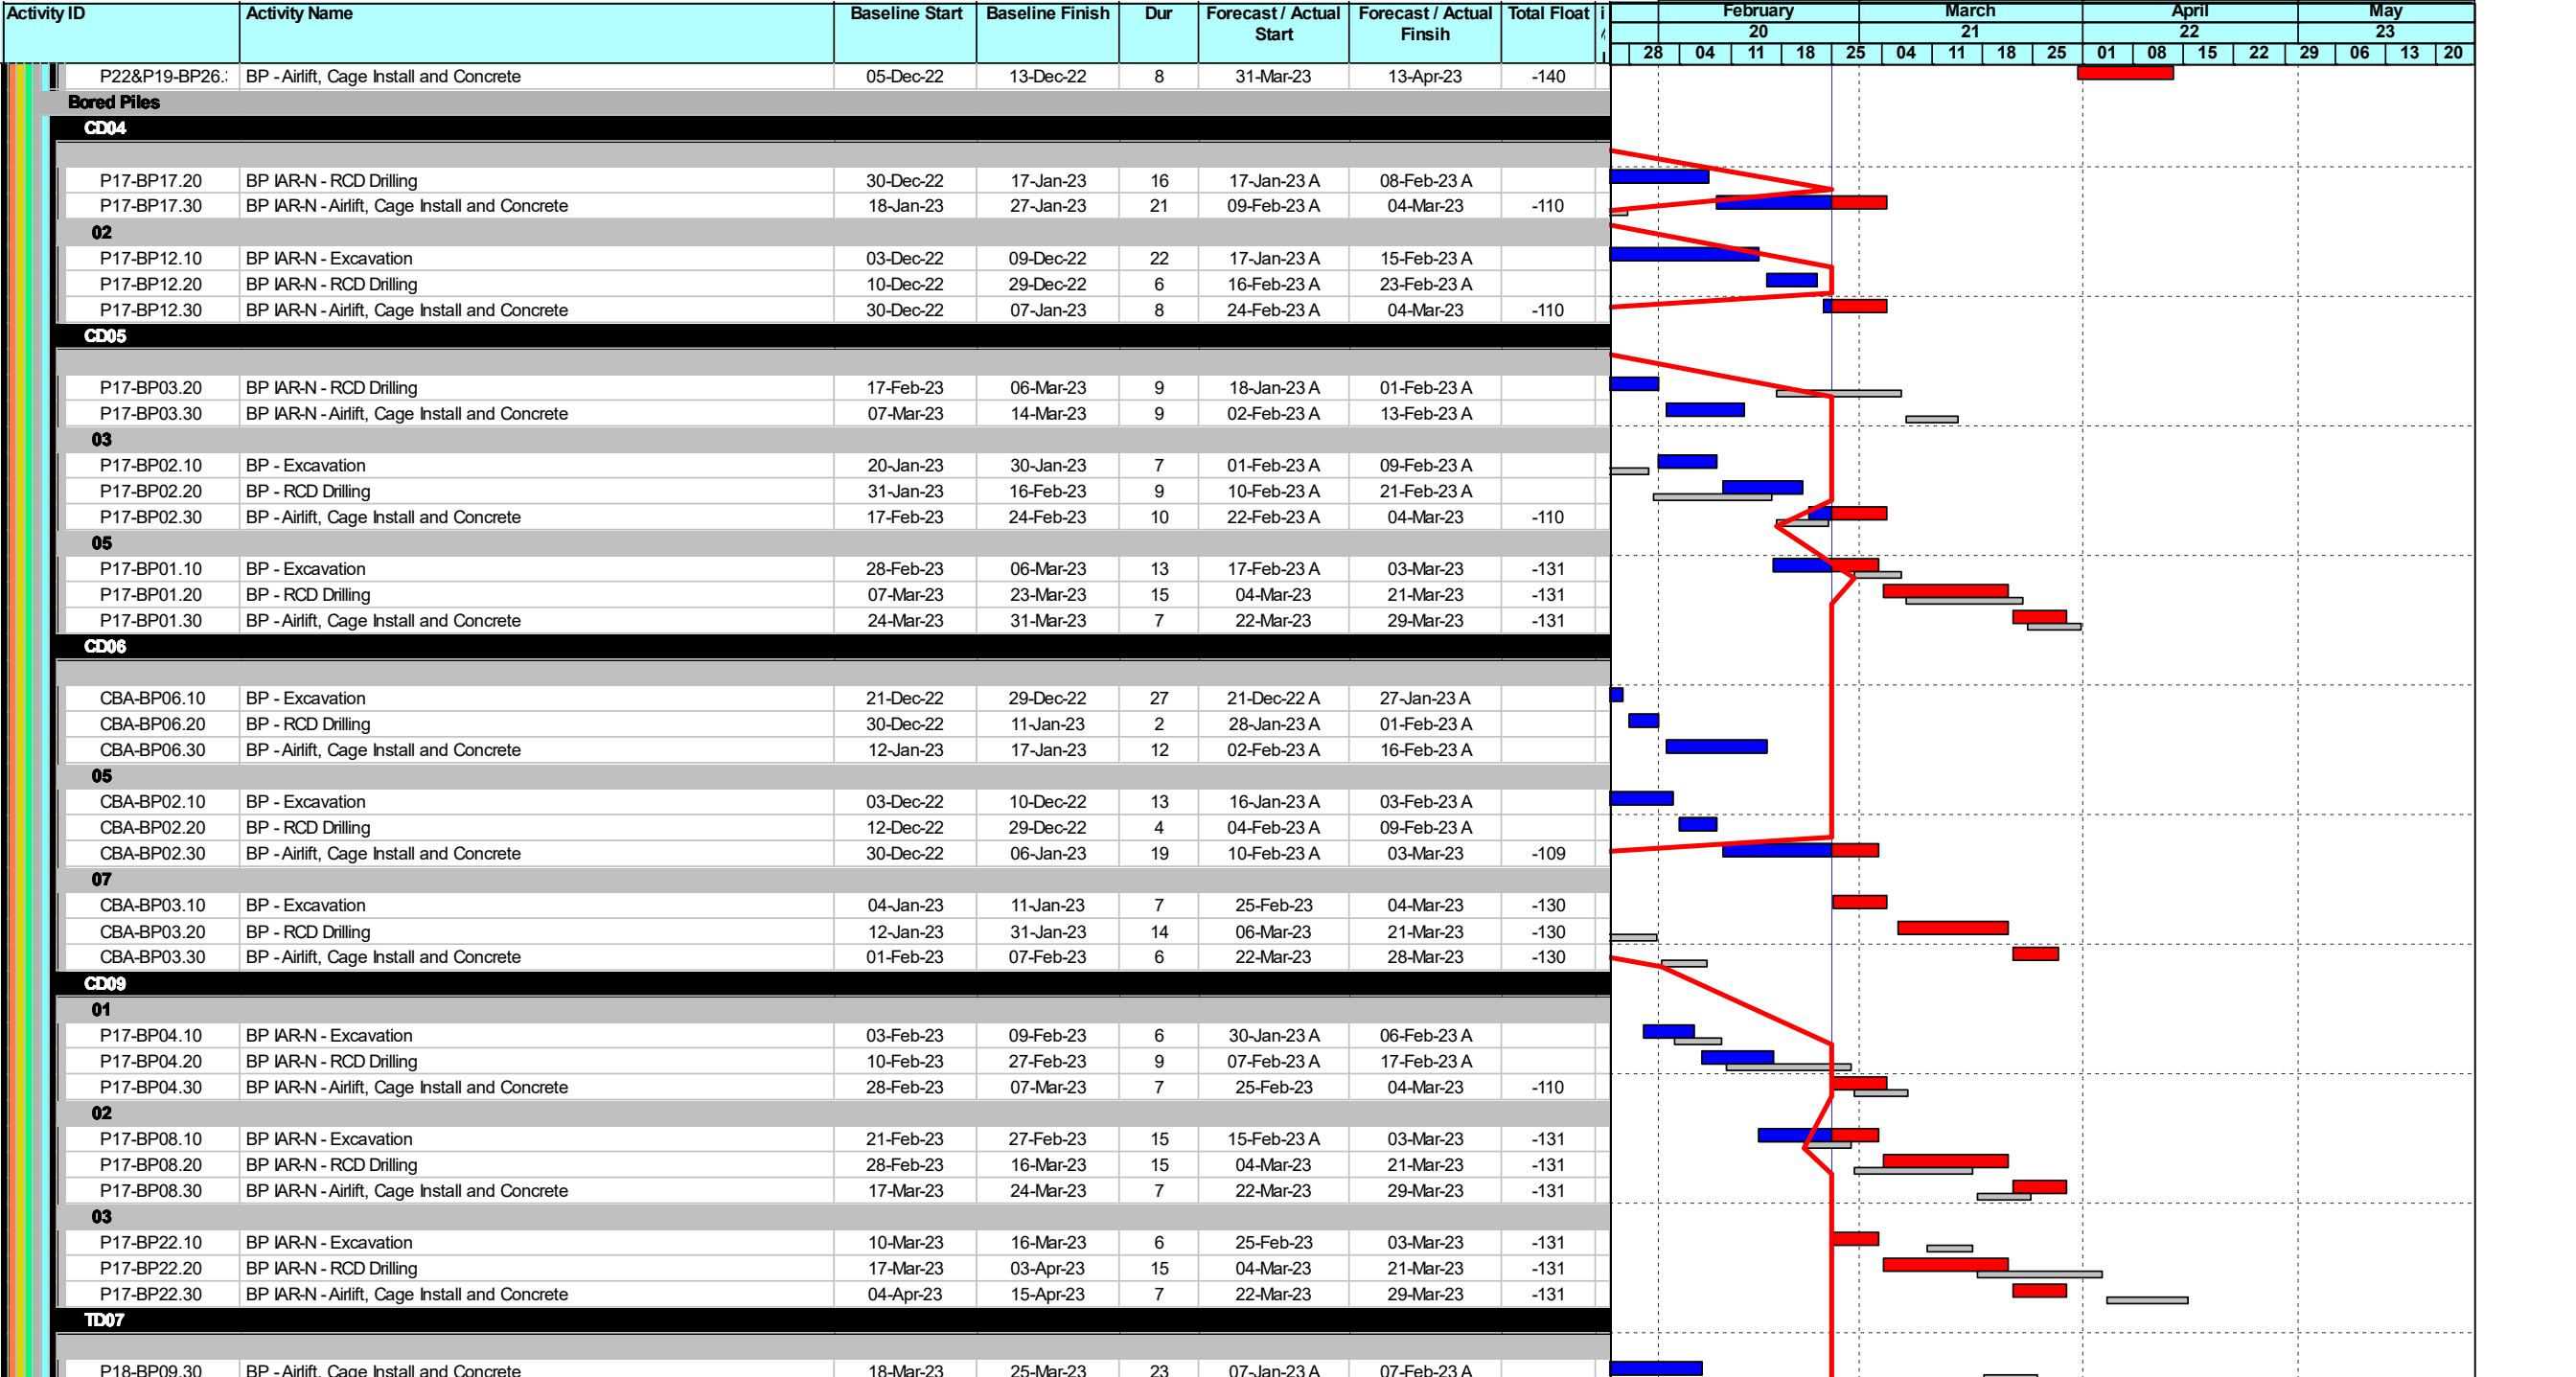 Activity ID Activity Name Baseline Start Baseline Finish Dur Forecast / Actual Start Forecast / Actual Finsih Total Float February March April May
20 21 22 23
28 04 11 18 25 04 11 18 25 01 08 15 22 29 06 13 20
P22&P19-BP26. BP - Airlift, Cage Install and Concrete 05-Dec-22 13-Dec-22 8 31-Mar-23 13-Apr-23 -140
Bored Piles
CD04
P17-BP17.20 BP IAR-N - RCD Drilling 30-Dec-22 17-Jan-23 16 17-Jan-23 A 08-Feb-23 A
P17-BP17.30 BP IAR-N - Airlift, Cage Install and Concrete 18-Jan-23 27-Jan-23 21 09-Feb-23 A 04-Mar-23 -110
02
P17-BP12.10 BP IAR-N - Excavation 03-Dec-22 09-Dec-22 22 17-Jan-23 A 15-Feb-23 A
P17-BP12.20 BP IAR-N - RCD Drilling 10-Dec-22 29-Dec-22 6 16-Feb-23 A 23-Feb-23 A
P17-BP12.30 BP IAR-N - Airlift, Cage Install and Concrete 30-Dec-22 07-Jan-23 8 24-Feb-23 A 04-Mar-23 -110
CD05
P17-BP03.20 BP IAR-N - RCD Drilling 17-Feb-23 06-Mar-23 9 18-Jan-23 A 01-Feb-23 A
P17-BP03.30 BP IAR-N - Airlift, Cage Install and Concrete 07-Mar-23 14-Mar-23 9 02-Feb-23 A 13-Feb-23 A
03
P17-BP02.10 BP - Excavation 20-Jan-23 30-Jan-23 7 01-Feb-23 A 09-Feb-23 A
P17-BP02.20 BP - RCD Drilling 31-Jan-23 16-Feb-23 9 10-Feb-23 A 21-Feb-23 A
P17-BP02.30 BP - Airlift, Cage Install and Concrete 17-Feb-23 24-Feb-23 10 22-Feb-23 A 04-Mar-23 -110
05
P17-BP01.10 BP - Excavation 28-Feb-23 06-Mar-23 13 17-Feb-23 A 03-Mar-23 -131
P17-BP01.20 BP - RCD Drilling 07-Mar-23 23-Mar-23 15 04-Mar-23 21-Mar-23 -131
P17-BP01.30 BP - Airlift, Cage Install and Concrete 24-Mar-23 31-Mar-23 7 22-Mar-23 29-Mar-23 -131
CD06
CBA-BP06.10 BP - Excavation 21-Dec-22 29-Dec-22 27 21-Dec-22 A 27-Jan-23 A
CBA-BP06.20 BP - RCD Drilling 30-Dec-22 11-Jan-23 2 28-Jan-23 A 01-Feb-23 A
CBA-BP06.30 BP - Airlift, Cage Install and Concrete 12-Jan-23 17-Jan-23 12 02-Feb-23 A 16-Feb-23 A
05
CBA-BP02.10 BP - Excavation 03-Dec-22 10-Dec-22 13 16-Jan-23 A 03-Feb-23 A
CBA-BP02.20 BP - RCD Drilling 12-Dec-22 29-Dec-22 4 04-Feb-23 A 09-Feb-23 A
CBA-BP02.30 BP - Airlift, Cage Install and Concrete 30-Dec-22 06-Jan-23 19 10-Feb-23 A 03-Mar-23 -109
07
CBA-BP03.10 BP - Excavation 04-Jan-23 11-Jan-23 7 25-Feb-23 04-Mar-23 -130
CBA-BP03.20 BP - RCD Drilling 12-Jan-23 31-Jan-23 14 06-Mar-23 21-Mar-23 -130
CBA-BP03.30 BP - Airlift, Cage Install and Concrete 01-Feb-23 07-Feb-23 6 22-Mar-23 28-Mar-23 -130
CD09
01
P17-BP04.10 BP IAR-N - Excavation 03-Feb-23 09-Feb-23 6 30-Jan-23 A 06-Feb-23 A
P17-BP04.20 BP IAR-N - RCD Drilling 10-Feb-23 27-Feb-23 9 07-Feb-23 A 17-Feb-23 A
P17-BP04.30 BP IAR-N - Airlift, Cage Install and Concrete 28-Feb-23 07-Mar-23 7 25-Feb-23 04-Mar-23 -110
02
P17-BP08.10 BP IAR-N - Excavation 21-Feb-23 27-Feb-23 15 15-Feb-23 A 03-Mar-23 -131
P17-BP08.20 BP IAR-N - RCD Drilling 28-Feb-23 16-Mar-23 15 04-Mar-23 21-Mar-23 -131
P17-BP08.30 BP IAR-N - Airlift, Cage Install and Concrete 17-Mar-23 24-Mar-23 7 22-Mar-23 29-Mar-23 -131
03
P17-BP22.10 BP IAR-N - Excavation 10-Mar-23 16-Mar-23 6 25-Feb-23 03-Mar-23 -131
P17-BP22.20 BP IAR-N - RCD Drilling 17-Mar-23 03-Apr-23 15 04-Mar-23 21-Mar-23 -131
P17-BP22.30 BP IAR-N - Airlift, Cage Install and Concrete 04-Apr-23 15-Apr-23 7 22-Mar-23 29-Mar-23 -131
TD07
P18-BP09.30 BP - Airlift, Cage Install and Concrete 18-Mar-23 25-Mar-23 23 07-Jan-23 A 07-Feb-23 A